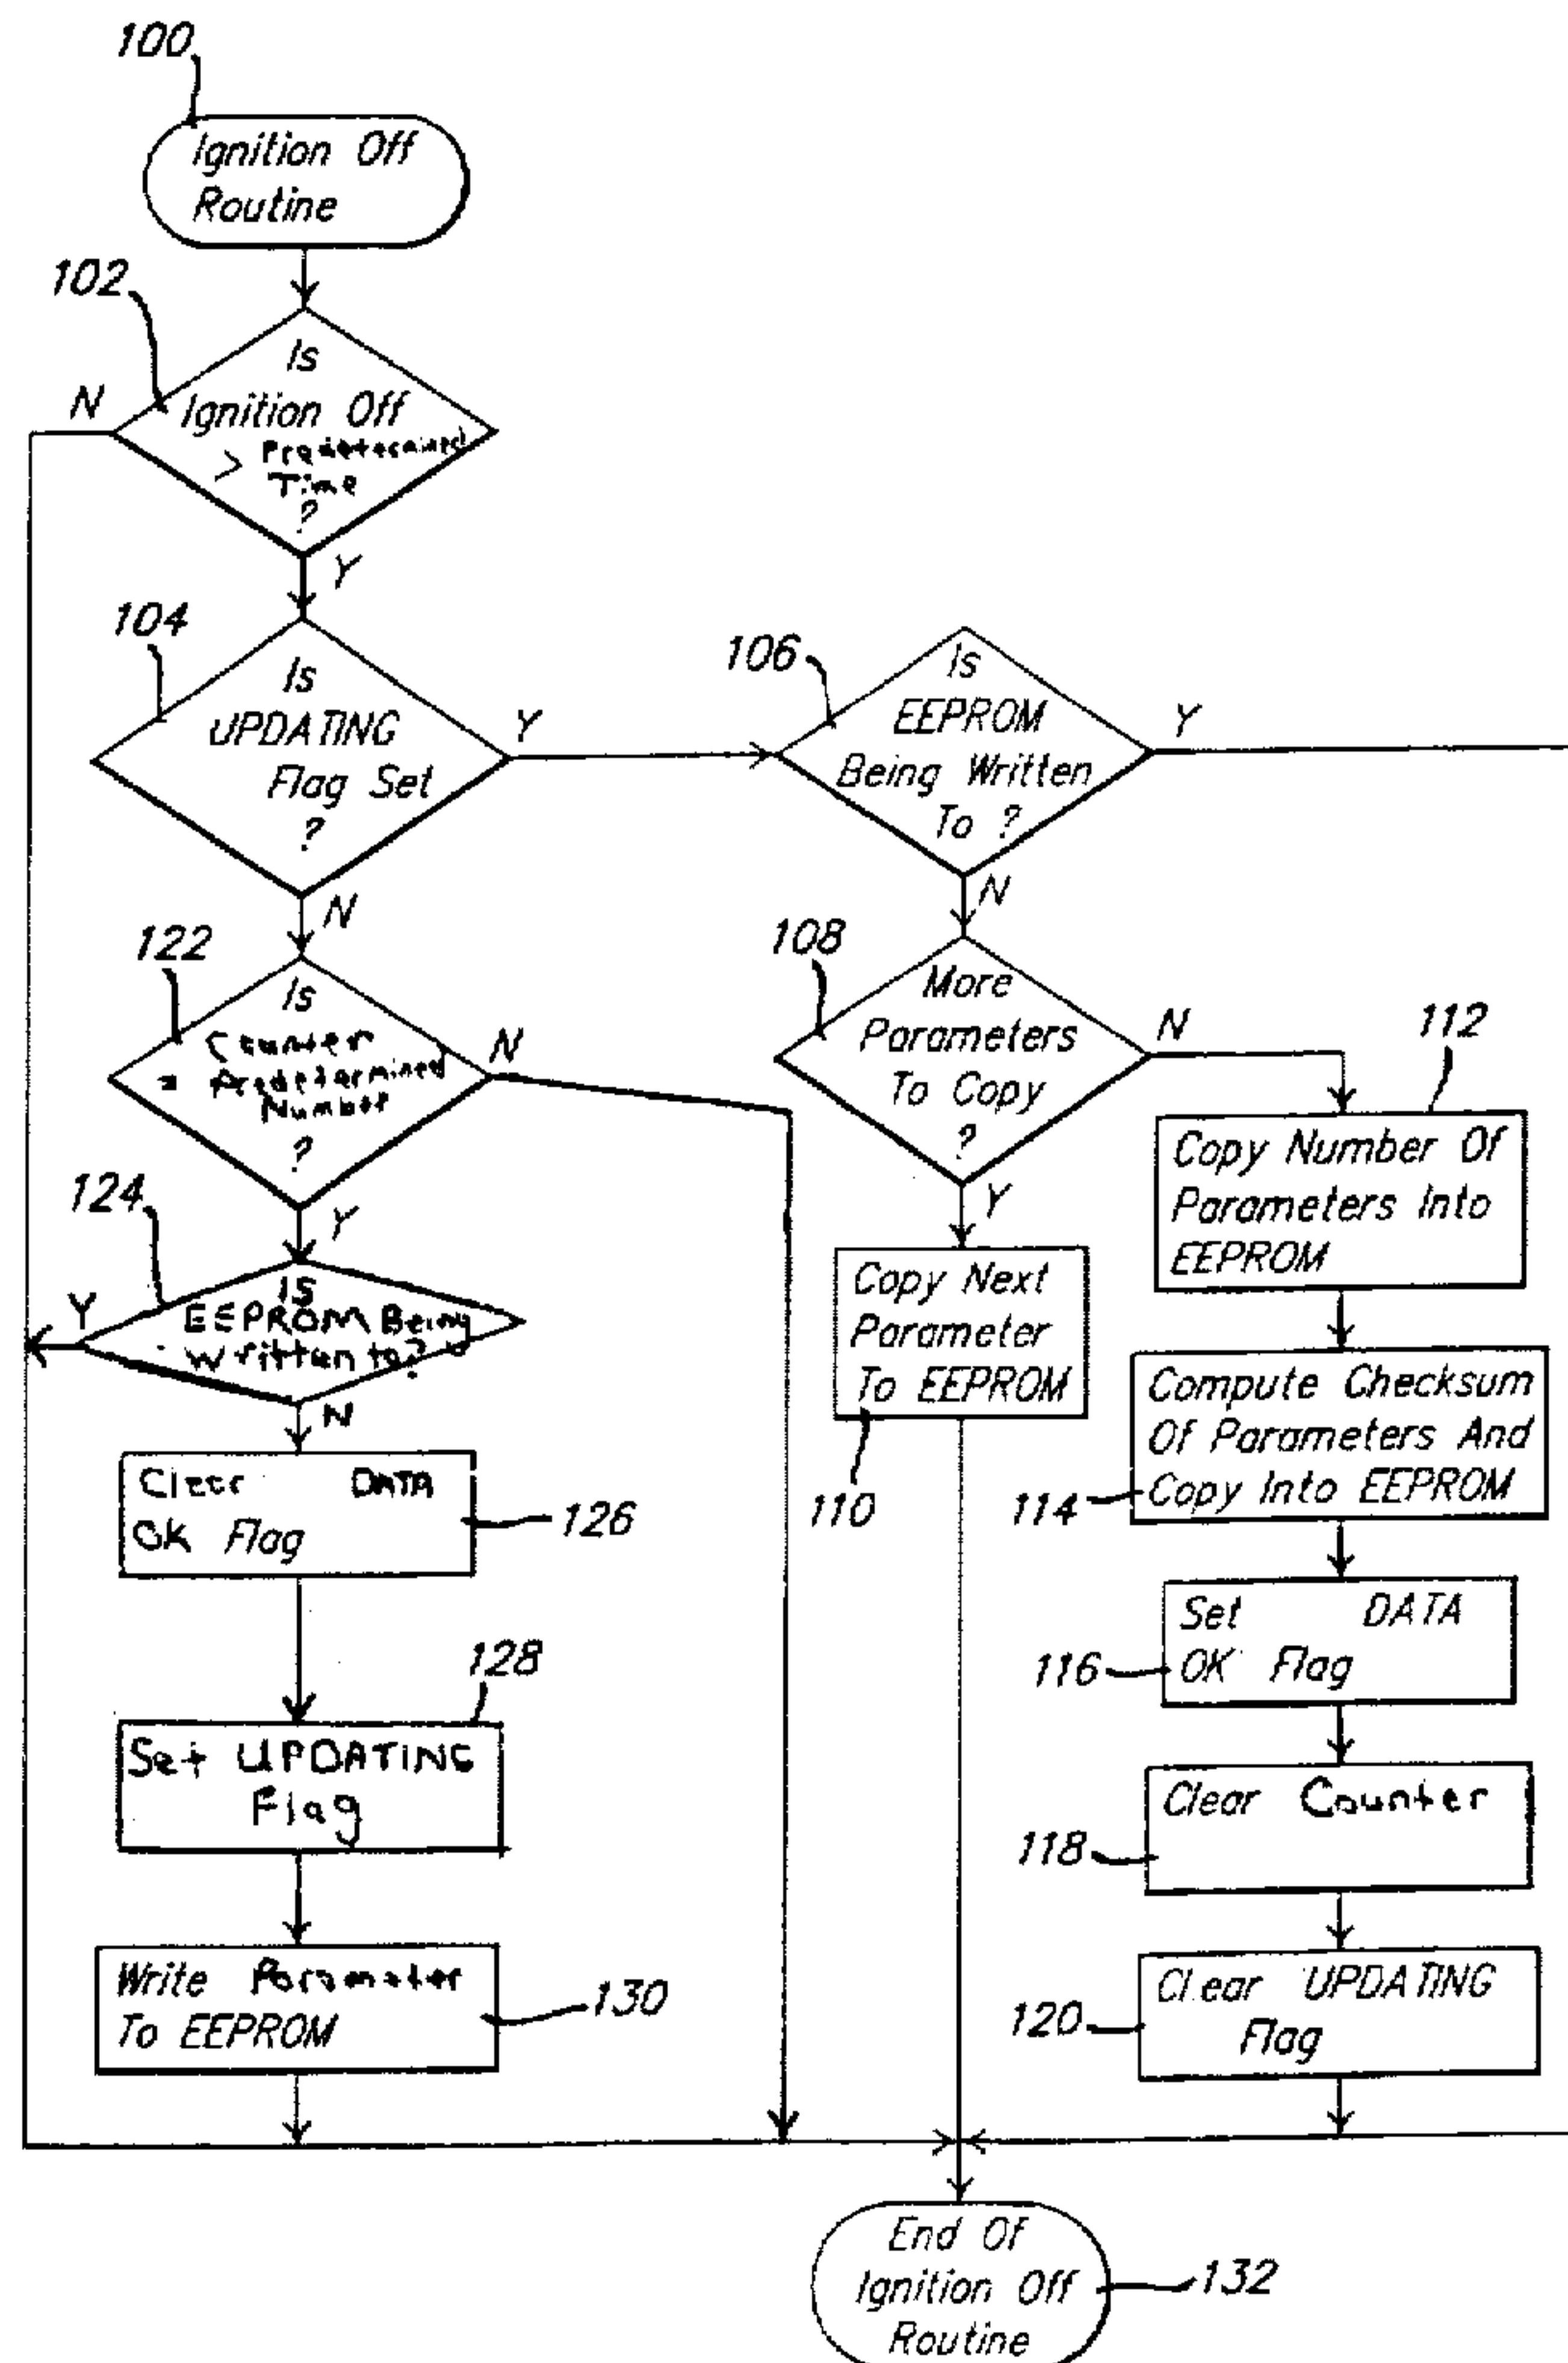 100
Ignition Off
Routine
102
Is
Ignition Off
> Predetermined
Time
?
N
Y
104
Is
UPDATING
Flag Set
?
Y
N
106
Is
EEPROM
Being Written
To ?
Y
N
122
Is
Counter
= Predetermined
Number
?
N
Y
108
More
Parameters
To Copy
?
N
Y
112
Copy Number Of
Parameters Into
EEPROM
124
Is
EEPROM Being
Written to?
Y
N
Copy Next
Parameter
To EEPROM
110
Compute Checksum
Of Parameters And
Copy Into EEPROM
114
Clear DATA
OK Flag
126
Set DATA
OK Flag
116
128
Set UPDATING
Flag
Clear Counter
118
Write Parameter
To EEPROM
130
Clear UPDATING
Flag
120
End Of
Ignition Off
Routine
132